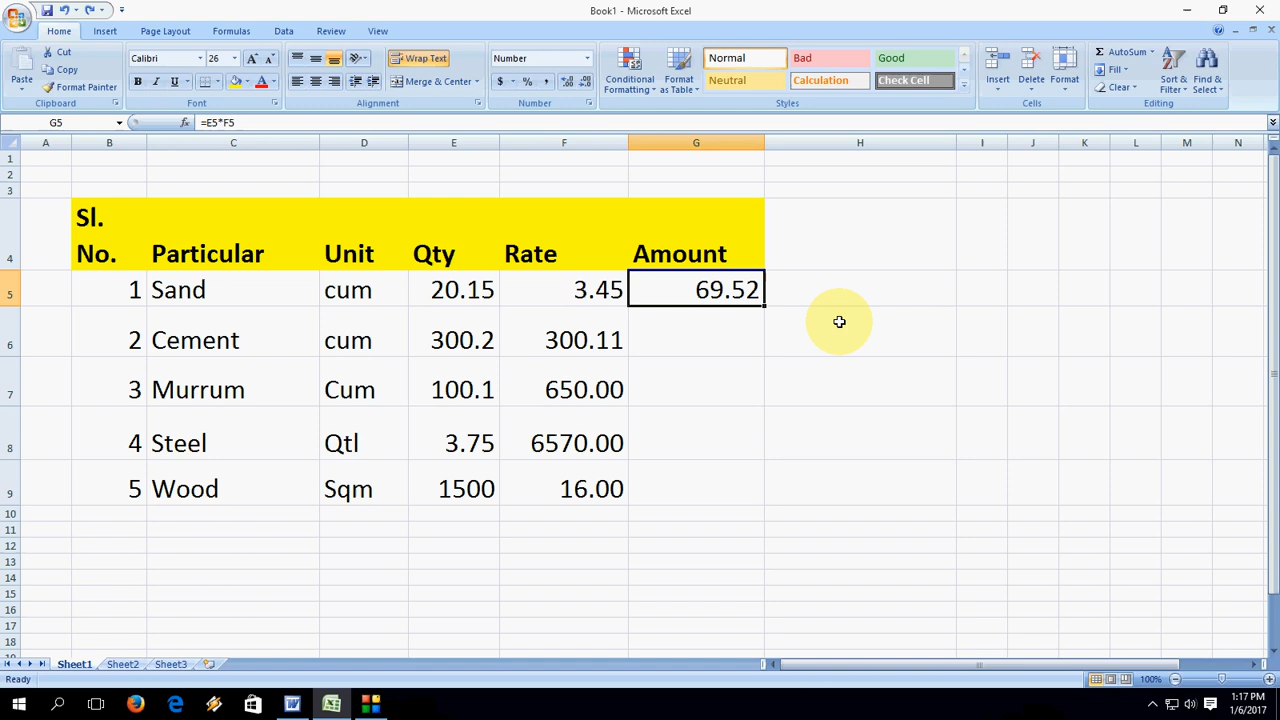 Book1 - Microsoft Excel
Home Insert Page Layout Formulas Data Review View
Paste Cut Copy Format Painter
Calibri 26
B I U
Wrap Text
Merge & Center
Number
$ % ,
Conditional Formatting Format as Table
Normal Bad Good
Neutral Calculation Check Cell
Insert Delete Format
AutoSum Fill Clear
Sort & Filter Find & Select
Clipboard Font Alignment Number Styles Cells Editing
G5 fx =E5*F5
A B C D E F G H I J K L M N
1
2
3
4 Sl. No. Particular Unit Qty Rate Amount
5 1 Sand cum 20.15 3.45 69.52
6 2 Cement cum 300.2 300.11
7 3 Murrum Cum 100.1 650.00
8 4 Steel Qtl 3.75 6570.00
9 5 Wood Sqm 1500 16.00
10
11
12
13
14
15
16
17
18
Sheet1 Sheet2 Sheet3
Ready 100%
1:17 PM
1/6/2017